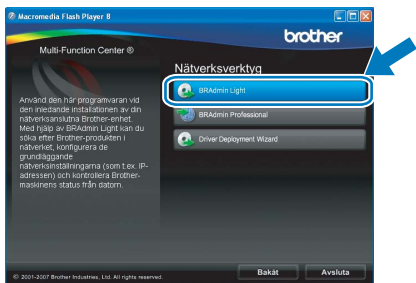 Macromedia Flash Player 8
brother
Multi-Function Center ®
Nätverksverktyg
Använd den här programvaran vid
den inledande installationen av din
nätverksanslutna Brother-enhet.
Med hjälp av BRAdmin Light kan du
söka efter Brother-produkten i
nätverket, konfigurera de
grundläggande
nätverksinställningarna (som t.ex. IP-
adressen) och kontrollera Brother-
maskinens status från datorn.
BRAdmin Light
BRAdmin Professional
Driver Deployment Wizard
© 2001-2007 Brother Industries, Ltd. All rights reserved.
Bakåt
Avsluta